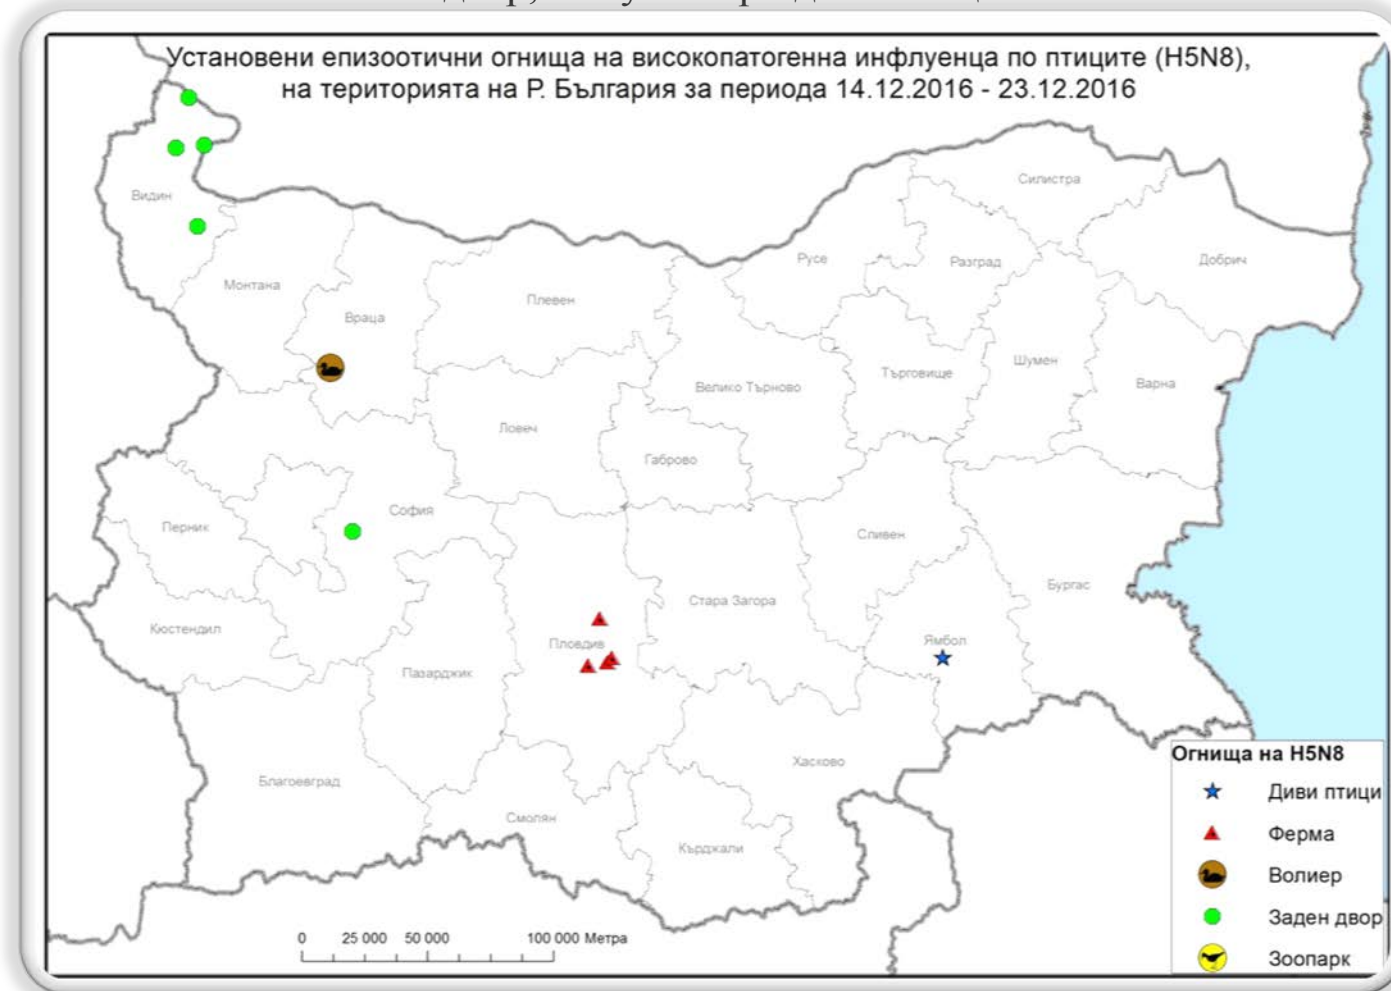 Установени епизоотични огнища на високопатогенна инфлуенца по птиците (H5N8),
на територията на Р. България за периода 14.12.2016 - 23.12.2016
Силистра
Видин
Русе
Разград
Добрич
Монтана
Плевен
Враца
Шумен
Търговище
Варна
Велико Търново
Ловеч
Габрово
София
Перник
Сливен
Бургас
Стара Загора
Кюстендил
Пловдив
Ямбол
Пазарджик
Хасково
Благоевград
Смолян
Кърджали
Огнища на H5N8
Диви птици
Ферма
Волиер
Заден двор
Зоопарк
0 25 000 50 000 100 000 Метра